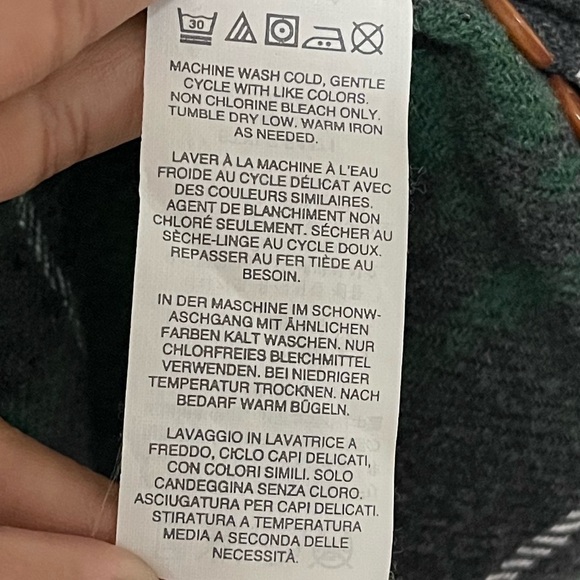 30
MACHINE WASH COLD, GENTLE
CYCLE WITH LIKE COLORS.
NON CHLORINE BLEACH ONLY.
TUMBLE DRY LOW. WARM IRON
AS NEEDED.
LAVER À LA MACHINE À L'EAU
FROIDE AU CYCLE DÉLICAT AVEC
DES COULEURS SIMILAIRES.
AGENT DE BLANCHIMENT NON
CHLORÉ SEULEMENT. SÉCHER AU
SÈCHE-LINGE AU CYCLE DOUX.
REPASSER AU FER TIÈDE AU
BESOIN.
IN DER MASCHINE IM SCHONW-
ASCHGANG MIT ÄHNLICHEN
FARBEN KALT WASCHEN. NUR
CHLORFREIES BLEICHMITTEL
VERWENDEN. BEI NIEDRIGER
TEMPERATUR TROCKNEN. NACH
BEDARF WARM BÜGELN.
LAVAGGIO IN LAVATRICE A
FREDDO, CICLO CAPI DELICATI,
CON COLORI SIMILI. SOLO
CANDEGGINA SENZA CLORO.
ASCIUGATURA PER CAPI DELICATI.
STIRATURA A TEMPERATURA
MEDIA A SECONDA DELLE
NECESSITÀ.